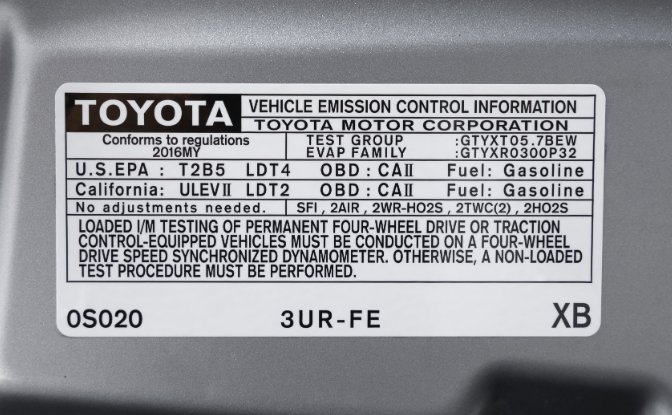 TOYOTA VEHICLE EMISSION CONTROL INFORMATION
TOYOTA MOTOR CORPORATION
Conforms to regulations
2016MY
TEST GROUP :GTYXT05.7BEW
EVAP FAMILY :GTYXR0300P32
U.S.EPA : T2B5 LDT4 OBD : CAII Fuel: Gasoline
California: ULEVII LDT2 OBD : CAII Fuel: Gasoline
No adjustments needed. SFI , 2AIR , 2WR-HO2S , 2TWC(2) , 2HO2S
LOADED I/M TESTING OF PERMANENT FOUR-WHEEL DRIVE OR TRACTION
CONTROL-EQUIPPED VEHICLES MUST BE CONDUCTED ON A FOUR-WHEEL
DRIVE SPEED SYNCHRONIZED DYNAMOMETER. OTHERWISE, A NON-LOADED
TEST PROCEDURE MUST BE PERFORMED.
0S020 3UR-FE XB